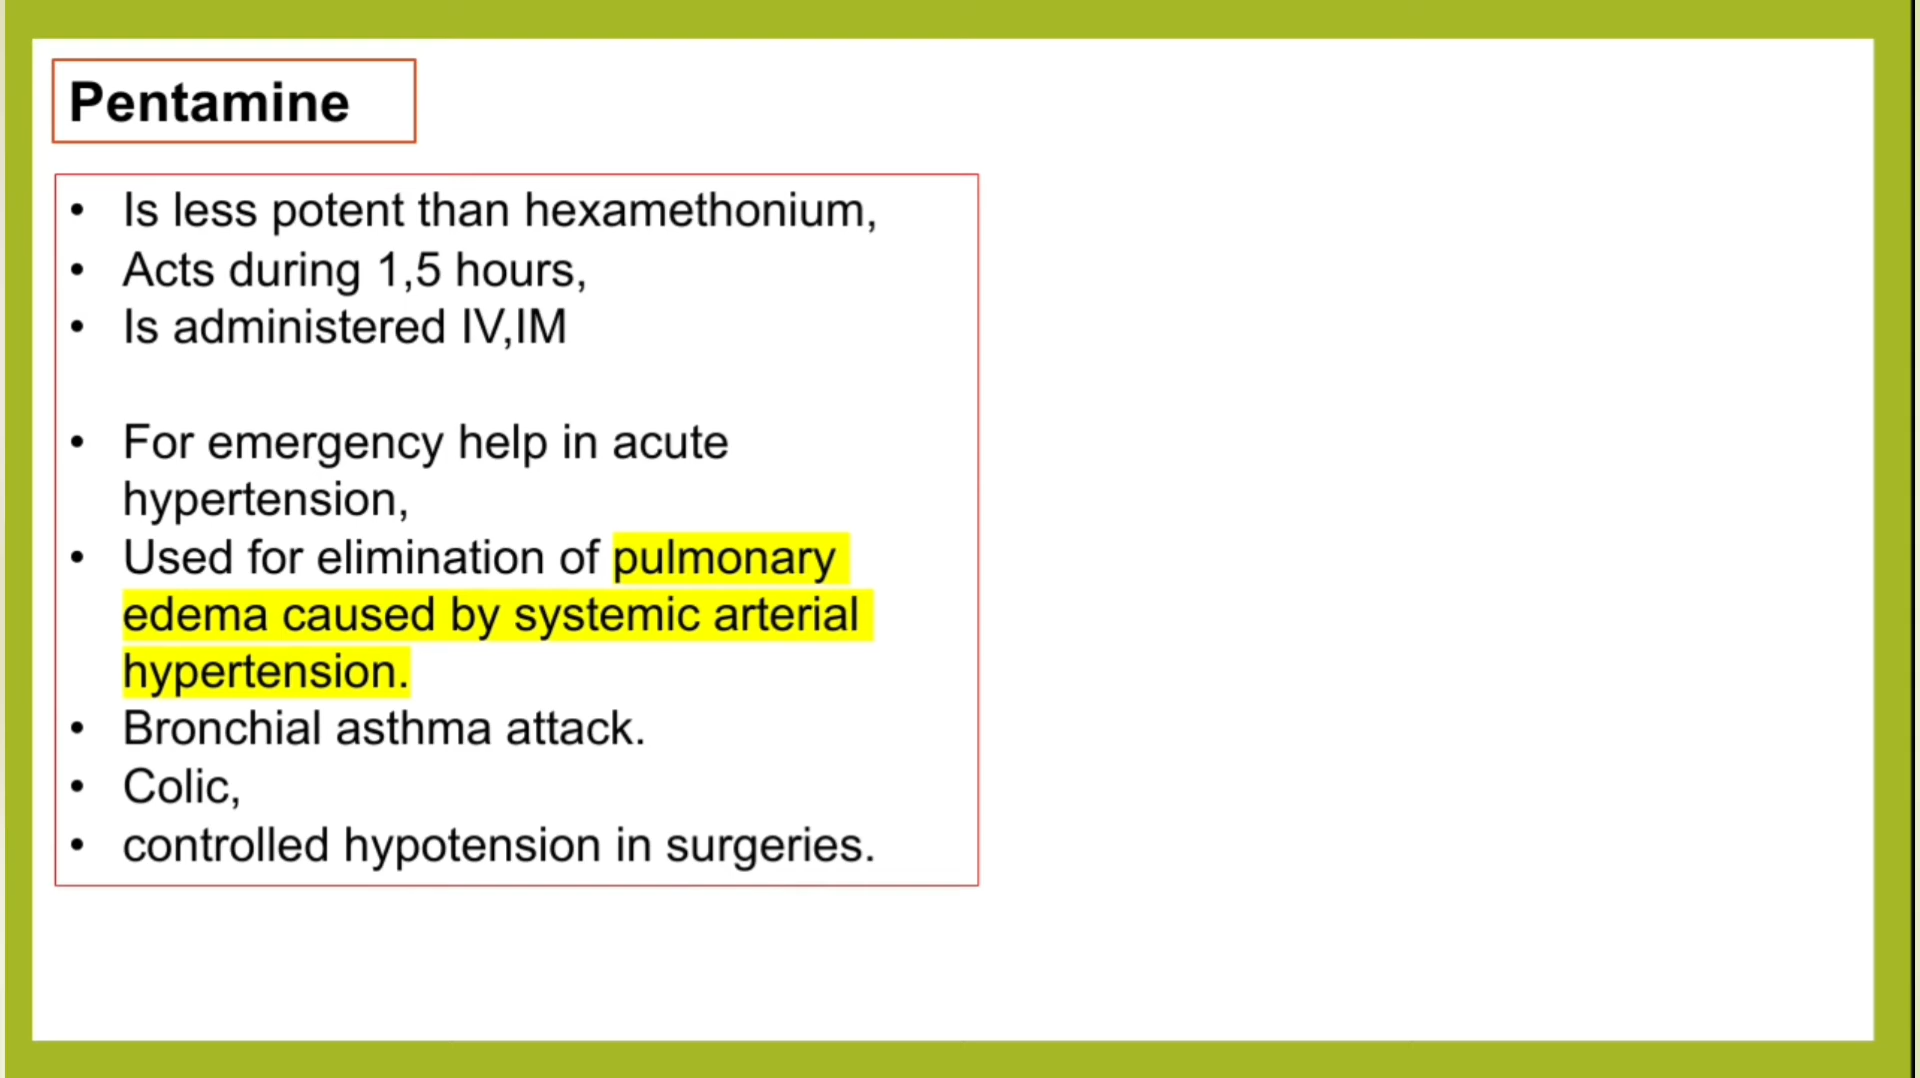 Pentamine
• Is less potent than hexamethonium,
• Acts during 1,5 hours,
• Is administered IV,IM
• For emergency help in acute
hypertension,
• Used for elimination of pulmonary
edema caused by systemic arterial
hypertension.
• Bronchial asthma attack.
• Colic,
• controlled hypotension in surgeries.